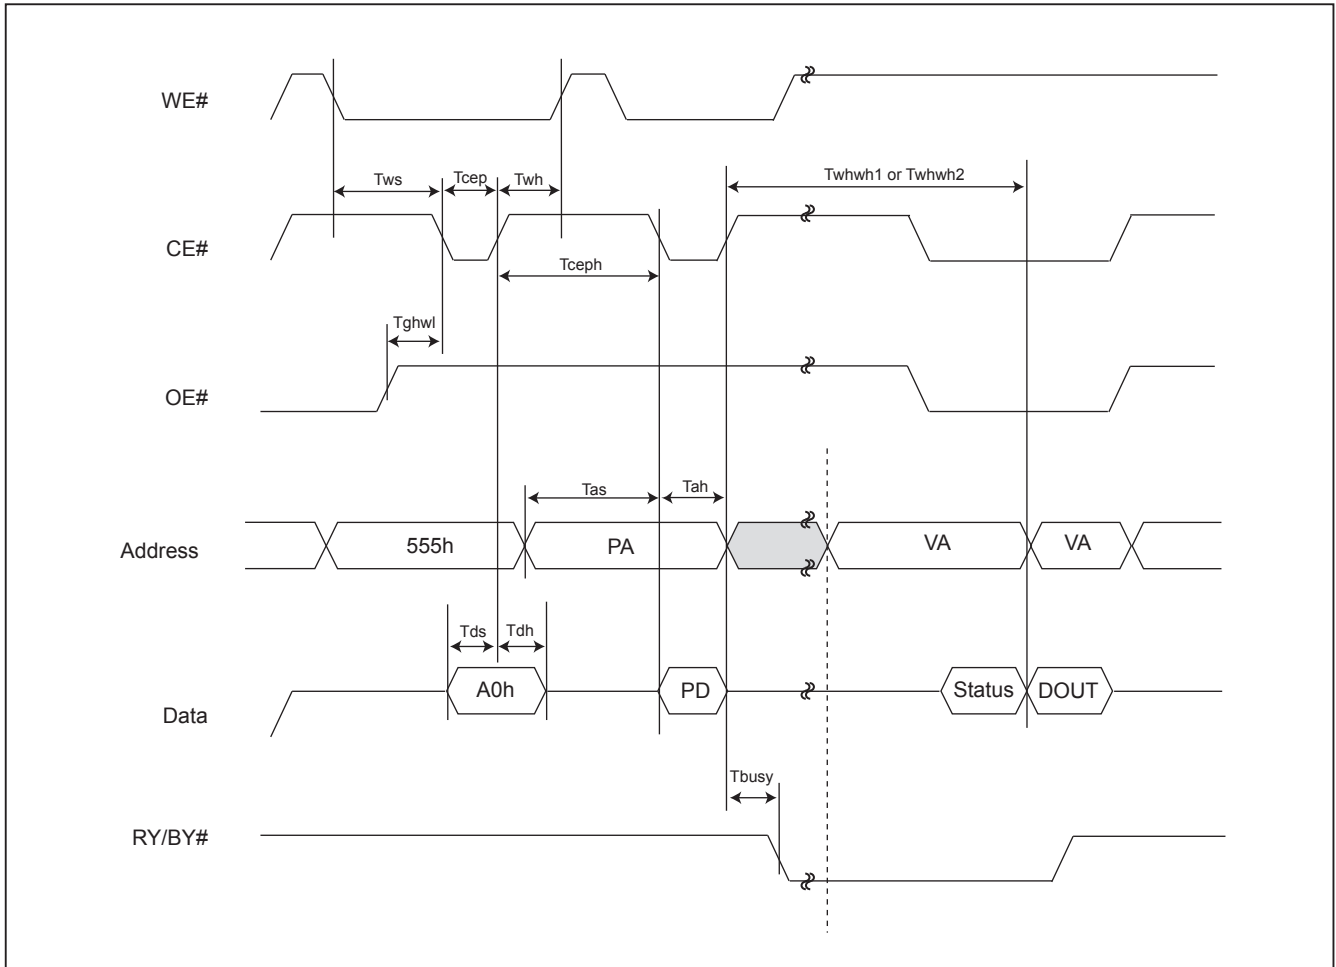 WE#
Tws Tcep Twh Twhwh1 or Twhwh2
CE#
Tceph
Tghwl
OE#
Tas Tah
Address 555h PA VA VA
Tds Tdh
Data A0h PD Status DOUT
Tbusy
RY/BY#